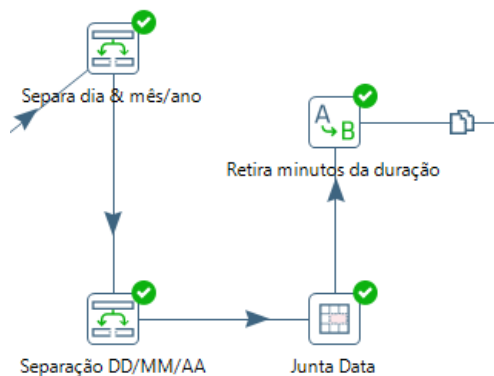 Separa dia & mês/ano
A
B
Retira minutos da duração
Separação DD/MM/AA
Junta Data